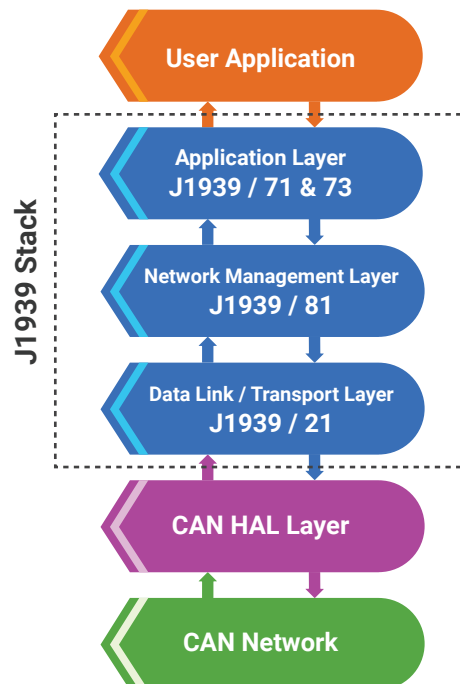 User Application
Application Layer
J1939 / 71 & 73
J1939 Stack
Network Management Layer
J1939 / 81
Data Link / Transport Layer
J1939 / 21
CAN HAL Layer
CAN Network